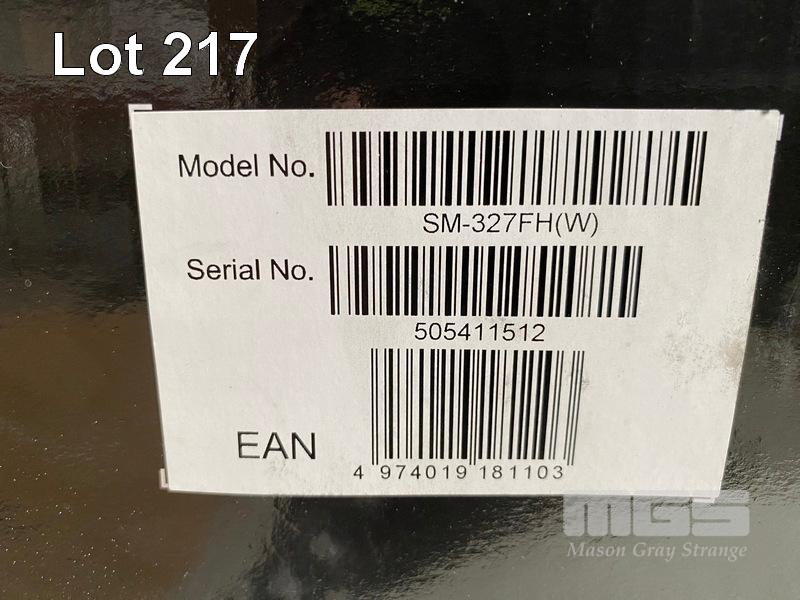 Lot 217
Model No.
SM-327FH(W)
Serial No.
505411512
EAN
4 974019 181103
MGS
Mason Gray Strange